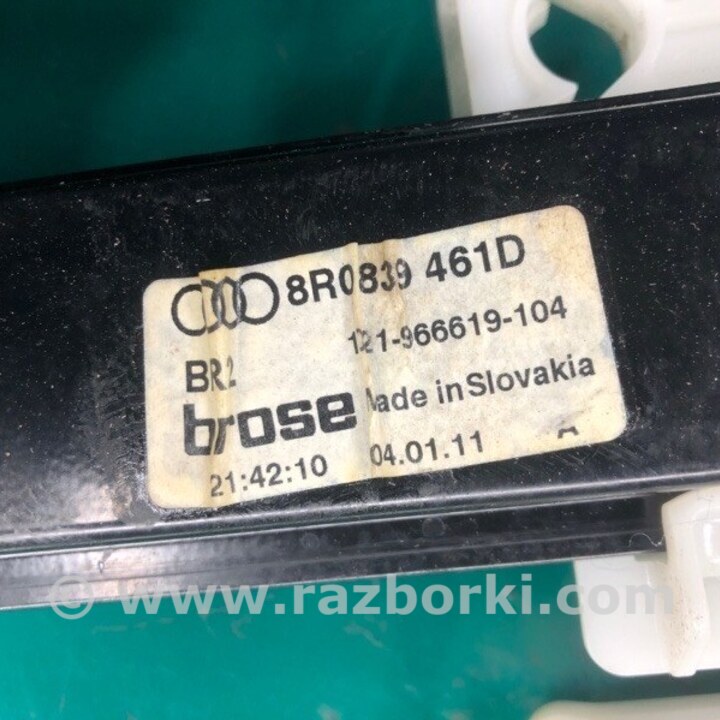 8R0839 461D
121-966619-104
BR2
brose Made in Slovakia
21:42:10 04.01.11 A
© www.razborki.com